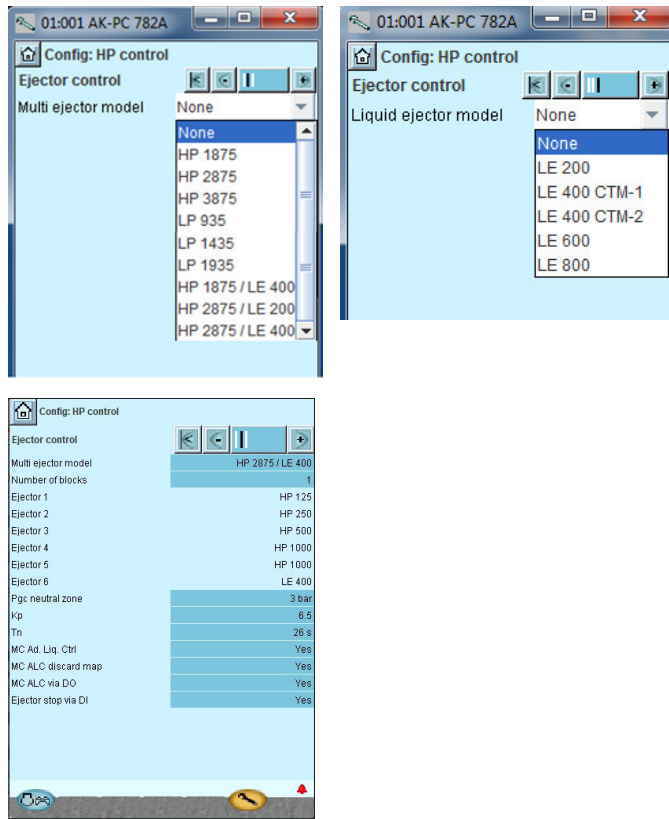 01:001 AK-PC 782A
Config: HP control
Ejector control
Multi ejector model None
None
HP 1875
HP 2875
HP 3875
LP 935
LP 1435
LP 1935
HP 1875 / LE 400
HP 2875 / LE 200
HP 2875 / LE 400
01:001 AK-PC 782A
Config: HP control
Ejector control
Liquid ejector model None
None
LE 200
LE 400 CTM-1
LE 400 CTM-2
LE 600
LE 800
Config: HP control
Ejector control
Multi ejector model HP 2875 / LE 400
Number of blocks 1
Ejector 1 HP 125
Ejector 2 HP 250
Ejector 3 HP 500
Ejector 4 HP 1000
Ejector 5 HP 1000
Ejector 6 LE 400
Pgc neutral zone 3 bar
Kp 6.5
Tn 26 s
MC Ad. Liq. Ctrl Yes
MC ALC discard map Yes
MC ALC via DO Yes
Ejector stop via DI Yes